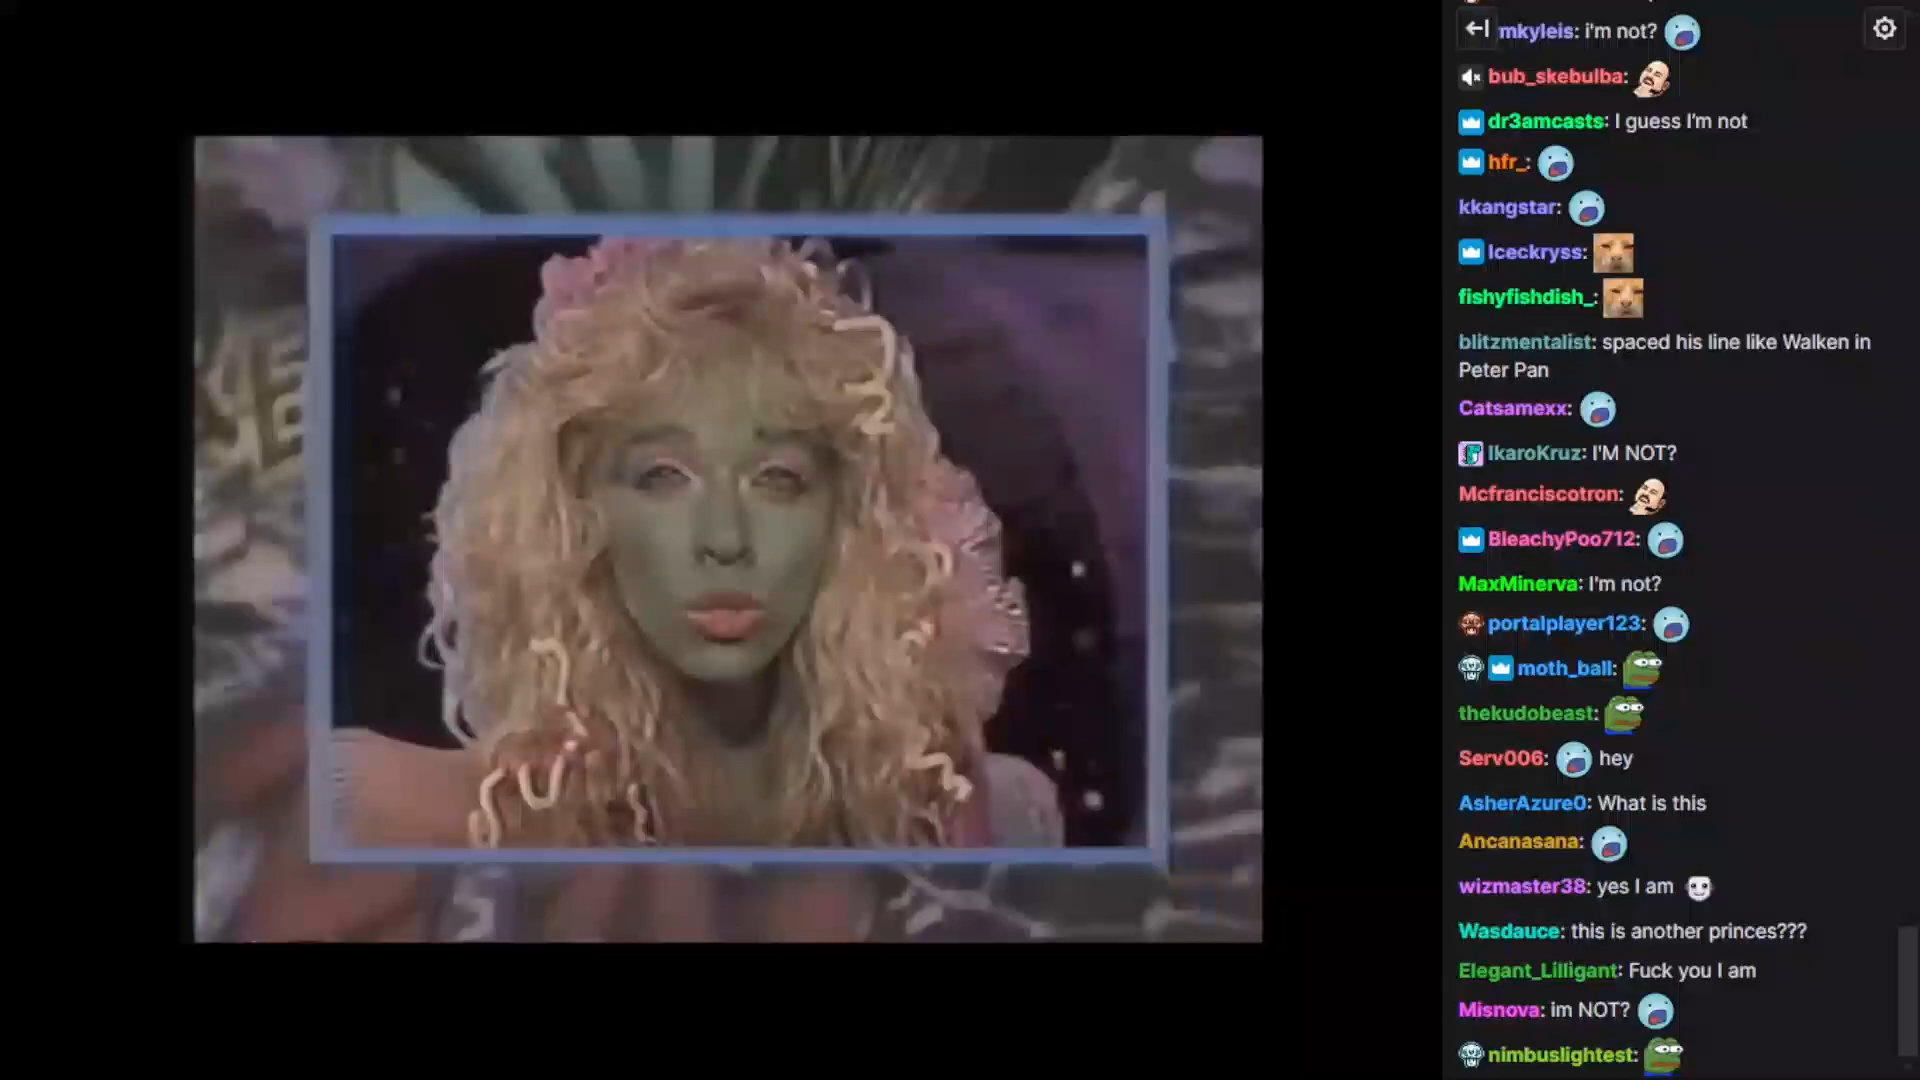 mkyleis: i'm not?
bub_skebulba:
dr3amcasts: I guess I'm not
hfr_:
kkangstar:
Iceckryss:
fishyfishdish_:
blitzmentalist: spaced his line like Walken in
Peter Pan
Catsamexx:
IkaroKruz: I'M NOT?
Mcfranciscotron:
BleachyPoo712:
MaxMinerva: I'm not?
portalplayer123:
moth_ball:
thekudobeast:
Serv006: hey
AsherAzure0: What is this
Ancanasana:
wizmaster38: yes I am
Wasdauce: this is another princes???
Elegant_Lilligant: Fuck you I am
Misnova: im NOT?
nimbuslightest: